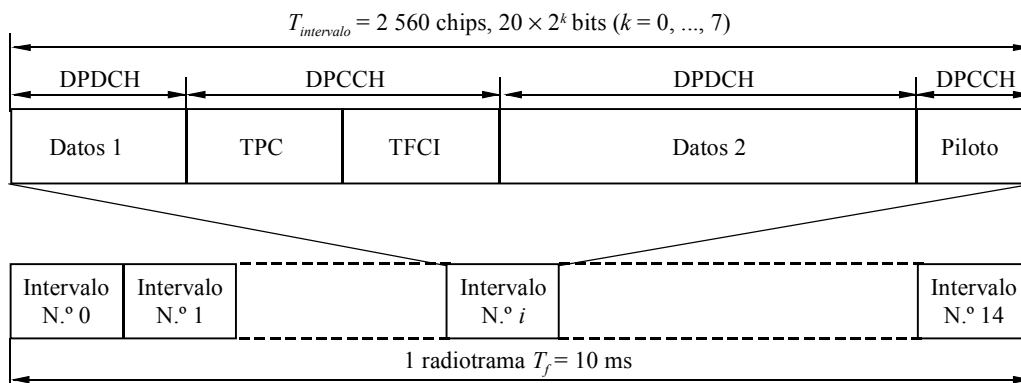 T_intervalo = 2 560 chips, 20 × 2^k bits (k = 0, ..., 7)
DPDCH DPCCH DPDCH DPCCH
Datos 1 TPC TFCI Datos 2 Piloto
Intervalo N.º 0
Intervalo N.º 1
Intervalo N.º i
Intervalo N.º 14
1 radiotrama T_f = 10 ms